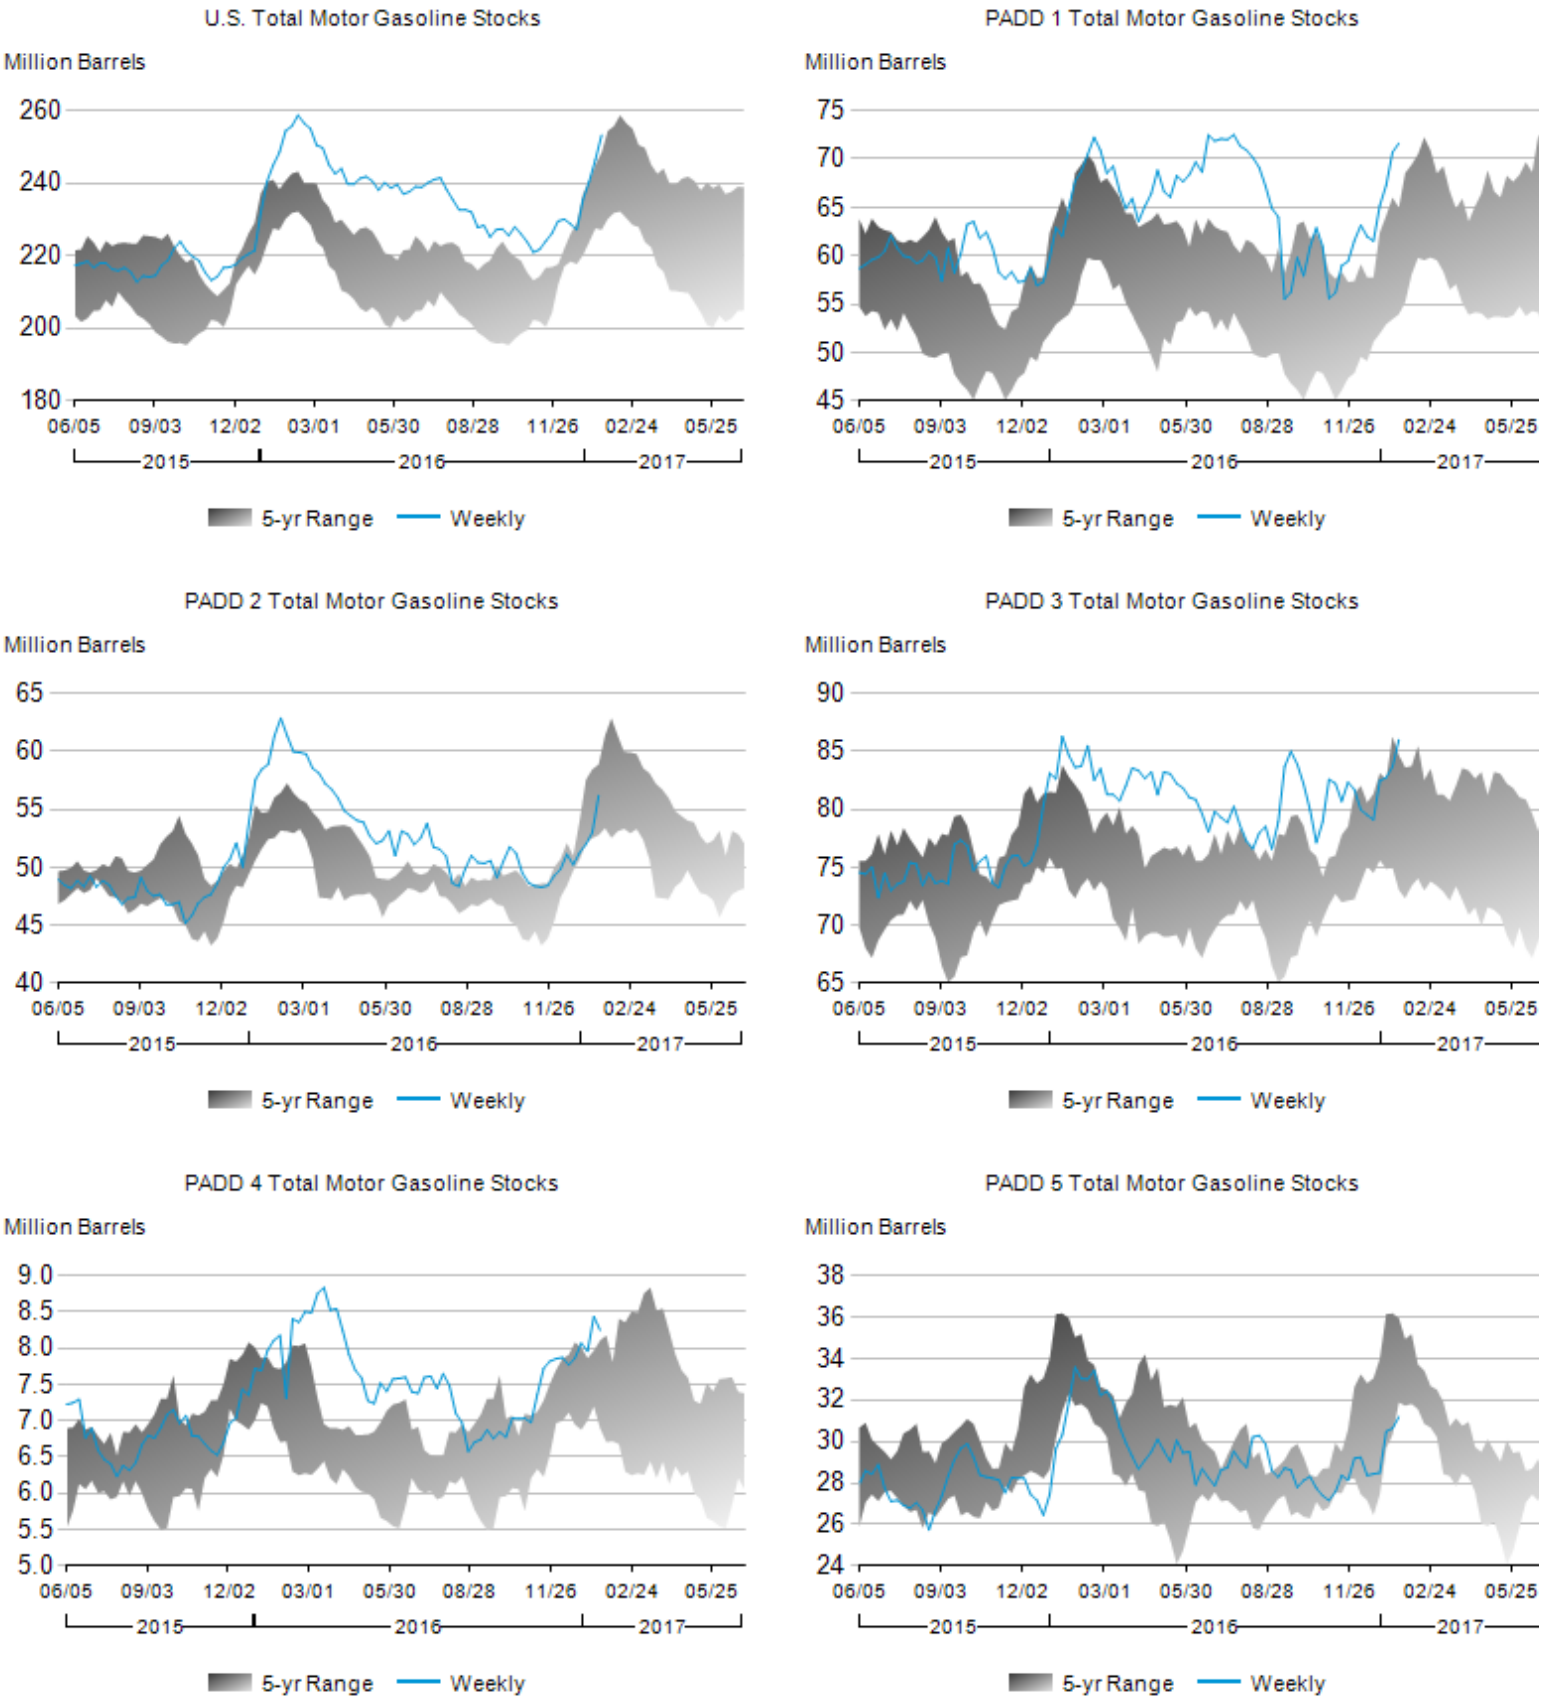 U.S. Total Motor Gasoline Stocks
Million Barrels
260
240
220
200
180
06/05 09/03 12/02 03/01 05/30 08/28 11/26 02/24 05/25
2015 2016 2017
5-yr Range Weekly
PADD 1 Total Motor Gasoline Stocks
Million Barrels
75
70
65
60
55
50
45
06/05 09/03 12/02 03/01 05/30 08/28 11/26 02/24 05/25
2015 2016 2017
5-yr Range Weekly
PADD 2 Total Motor Gasoline Stocks
Million Barrels
65
60
55
50
45
40
06/05 09/03 12/02 03/01 05/30 08/28 11/26 02/24 05/25
2015 2016 2017
5-yr Range Weekly
PADD 3 Total Motor Gasoline Stocks
Million Barrels
90
85
80
75
70
65
06/05 09/03 12/02 03/01 05/30 08/28 11/26 02/24 05/25
2015 2016 2017
5-yr Range Weekly
PADD 4 Total Motor Gasoline Stocks
Million Barrels
9.0
8.5
8.0
7.5
7.0
6.5
6.0
5.5
5.0
06/05 09/03 12/02 03/01 05/30 08/28 11/26 02/24 05/25
2015 2016 2017
5-yr Range Weekly
PADD 5 Total Motor Gasoline Stocks
Million Barrels
38
36
34
32
30
28
26
24
06/05 09/03 12/02 03/01 05/30 08/28 11/26 02/24 05/25
2015 2016 2017
5-yr Range Weekly